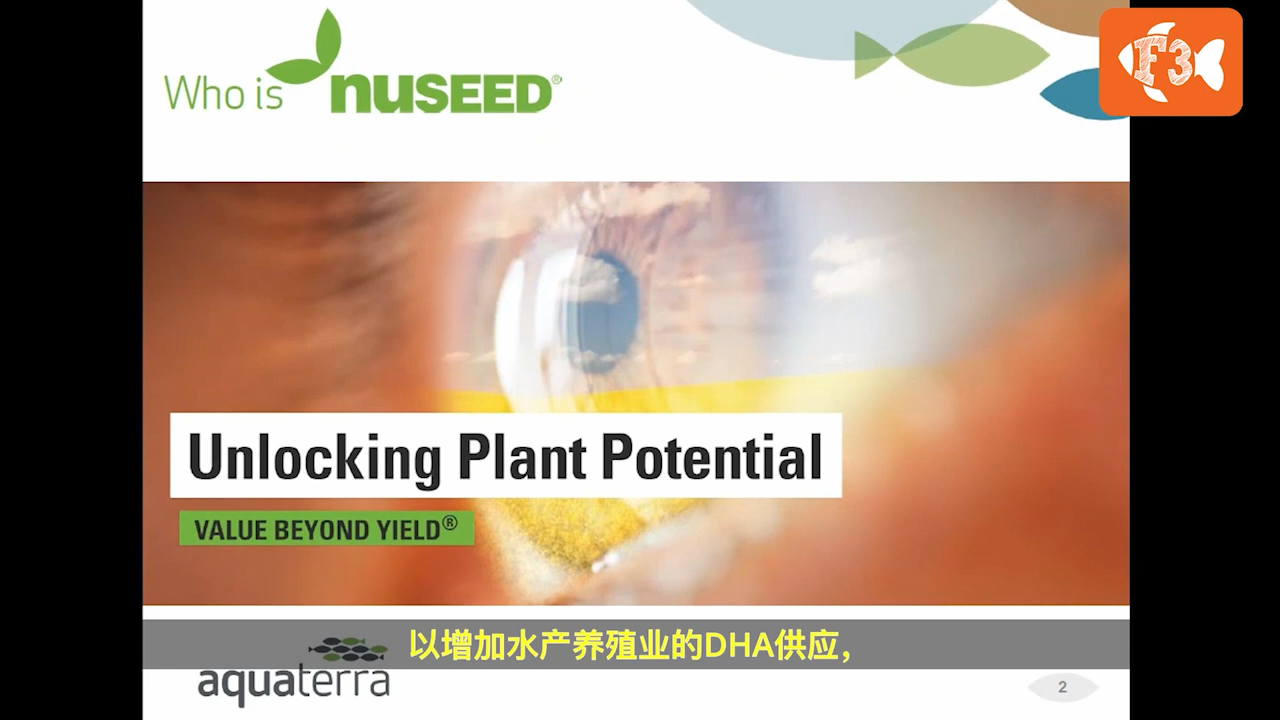 Who is nuseed®
F3
Unlocking Plant Potential
VALUE BEYOND YIELD®
以增加水产养殖业的DHA供应，
aquaterra
2